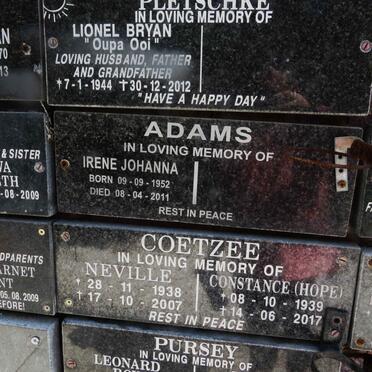 PLETSCHKE
IN LOVING MEMORY OF
LIONEL BRYAN
"Oupa Ooi"
LOVING HUSBAND, FATHER
AND GRANDFATHER
✝7-1-1944 ✝30-12-2012
"HAVE A HAPPY DAY"
ADAMS
IN LOVING MEMORY OF
IRENE JOHANNA
BORN 09-09-1952
DIED 08-04-2011
REST IN PEACE
& SISTER
-08-2009
COETZEE
IN LOVING MEMORY OF
NEVILLE
28-11-1938
✝17-10-2007
CONSTANCE (HOPE)
08-10-1939
✝14-06-2017
REST IN PEACE
05.08.2009
PURSEY
IN LOVING MEMORY OF
LEONARD